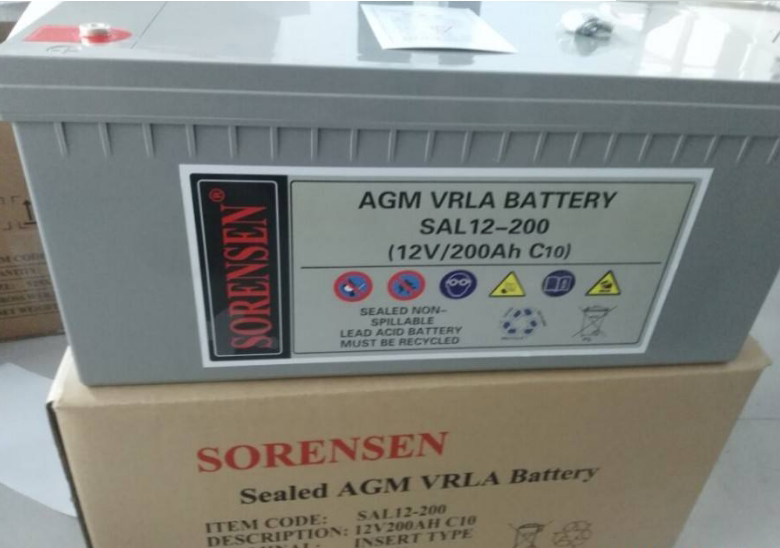 SORENSEN®
AGM VRLA BATTERY
SAL12-200
(12V/200Ah C10)
SEALED NON-
SPILLABLE
LEAD ACID BATTERY
MUST BE RECYCLED
SORENSEN
Sealed AGM VRLA Battery
ITEM CODE: SAL12-200
DESCRIPTION: 12V200AH C10
INSERT TYPE